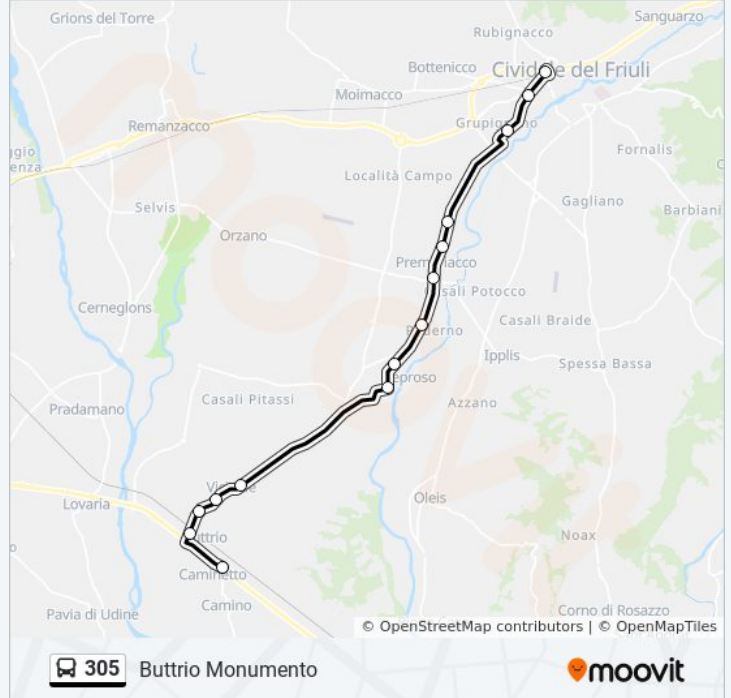 Grions del Torre
Sanguarzo
Rubignacco
Bottenicco
Cividale del Friuli
Moimacco
Remanzacco
Grupignano
Fornalis
Località Campo
Selvis
Gagliano
Barbiani
Orzano
Premariacco
Casali Potocco
Cerneglons
Casali Braide
Paderno
Ipplis
Spessa Bassa
Leproso
Casali Pitassi
Azzano
Pradamano
Oleis
Lovaria
Buttrio
Noax
Caminetto
Camino
Pavia di Udine
Corno di Rosazzo
© OpenStreetMap contributors | © OpenMapTiles
305 Buttrio Monumento
moovit